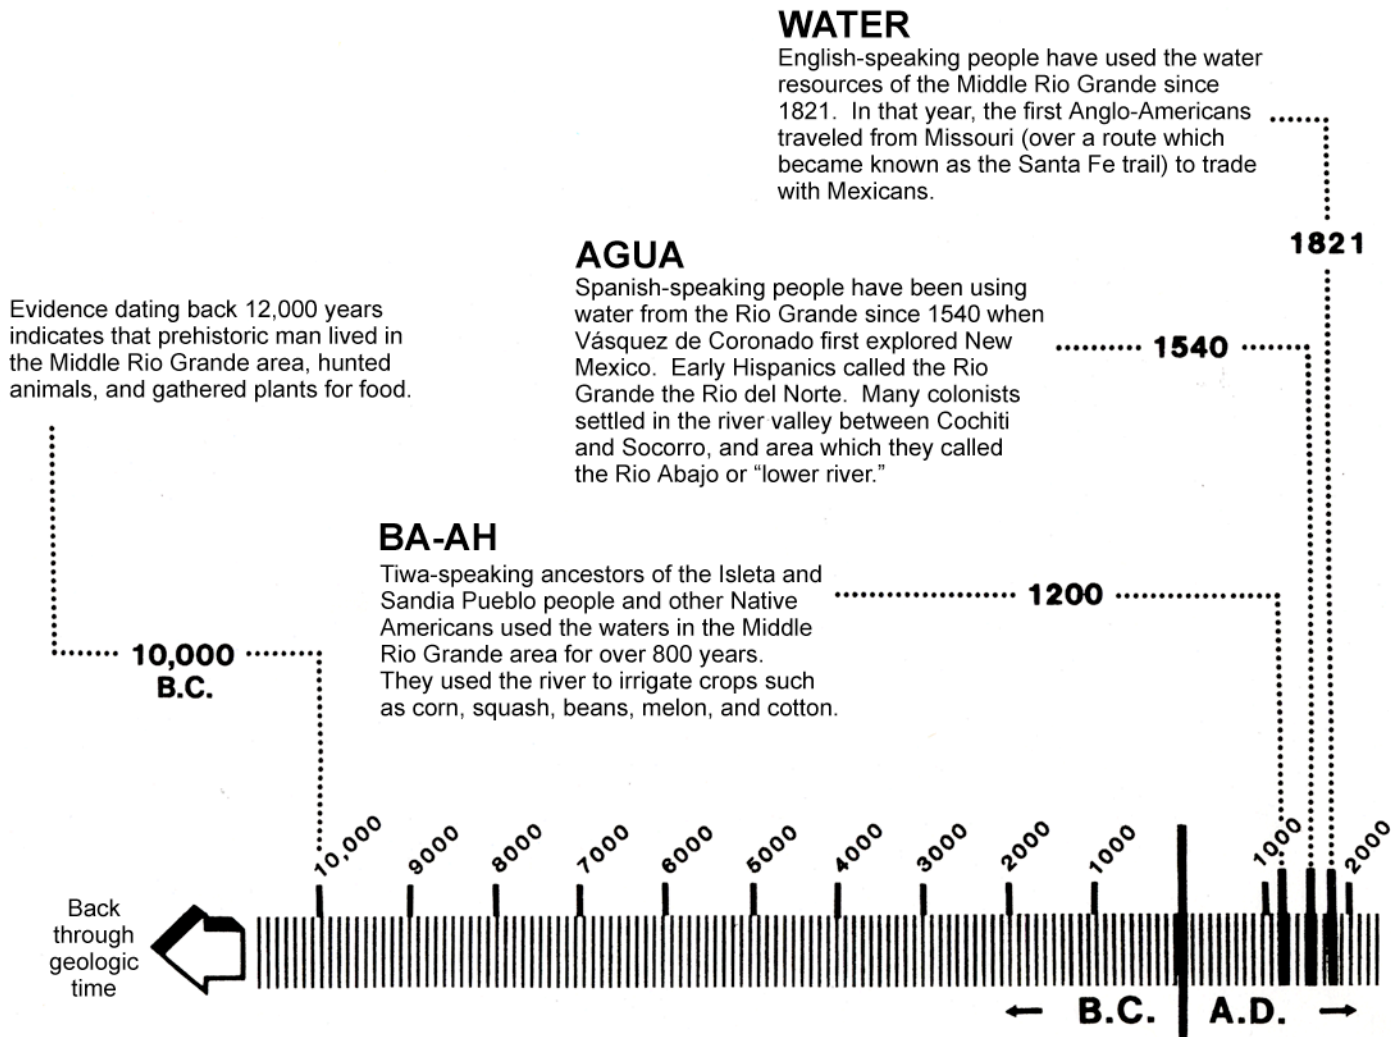 WATER
English-speaking people have used the water
resources of the Middle Rio Grande since
1821.  In that year, the first Anglo-Americans
traveled from Missouri (over a route which
became known as the Santa Fe trail) to trade
with Mexicans.
1821
AGUA
Spanish-speaking people have been using
water from the Rio Grande since 1540 when
Vásquez de Coronado first explored New
Mexico.  Early Hispanics called the Rio
Grande the Rio del Norte.  Many colonists
settled in the river valley between Cochiti
and Socorro, and area which they called
the Rio Abajo or “lower river.”
1540
Evidence dating back 12,000 years
indicates that prehistoric man lived in
the Middle Rio Grande area, hunted
animals, and gathered plants for food.
10,000
B.C.
BA-AH
Tiwa-speaking ancestors of the Isleta and
Sandia Pueblo people and other Native
Americans used the waters in the Middle
Rio Grande area for over 800 years.
They used the river to irrigate crops such
as corn, squash, beans, melon, and cotton.
1200
10,000 9000 8000 7000 6000 5000 4000 3000 2000 1000 1000 2000
Back
through
geologic
time
B.C. A.D.